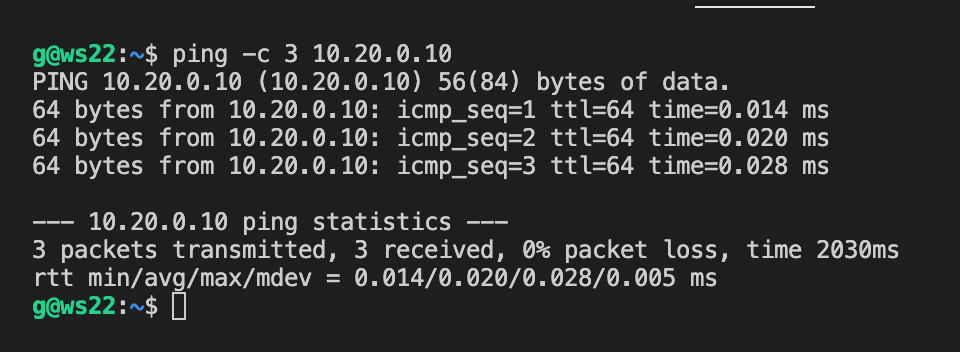 g@ws22:~$ ping -c 3 10.20.0.10
PING 10.20.0.10 (10.20.0.10) 56(84) bytes of data.
64 bytes from 10.20.0.10: icmp_seq=1 ttl=64 time=0.014 ms
64 bytes from 10.20.0.10: icmp_seq=2 ttl=64 time=0.020 ms
64 bytes from 10.20.0.10: icmp_seq=3 ttl=64 time=0.028 ms
--- 10.20.0.10 ping statistics ---
3 packets transmitted, 3 received, 0% packet loss, time 2030ms
rtt min/avg/max/mdev = 0.014/0.020/0.028/0.005 ms
g@ws22:~$